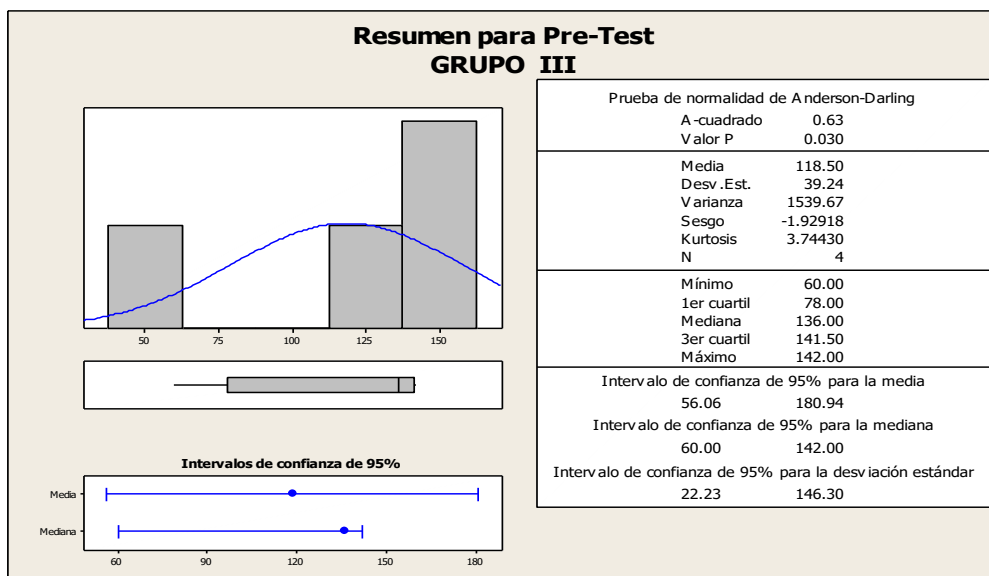 Resumen para Pre-Test
GRUPO III
50 75 100 125 150
Intervalos de confianza de 95%
Media
Mediana
60 90 120 150 180
Prueba de normalidad de Anderson-Darling
A-cuadrado 0.63
Valor P 0.030
Media 118.50
Desv.Est. 39.24
Varianza 1539.67
Sesgo -1.92918
Kurtosis 3.74430
N 4
Mínimo 60.00
1er cuartil 78.00
Mediana 136.00
3er cuartil 141.50
Máximo 142.00
Intervalo de confianza de 95% para la media
56.06 180.94
Intervalo de confianza de 95% para la mediana
60.00 142.00
Intervalo de confianza de 95% para la desviación estándar
22.23 146.30